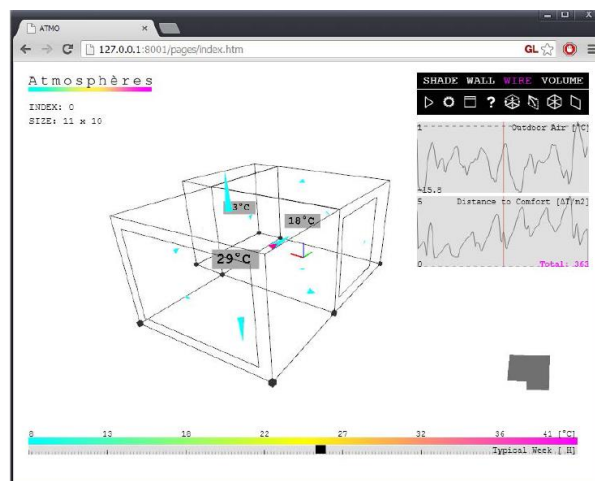 ATMO
127.0.0.1:8001/pages/index.htm
GL
Atmosphères
INDEX: 0
SIZE: 11 x 10
SHADE WALL WIRE VOLUME
?
1
Outdoor Air [°C]
-15.8
5
Distance to Comfort [ΔT/m2]
0
Total: 363
3°C
18°C
29°C
8 13 18 22 27 32 36 41 [°C]
Typical Week [ H]